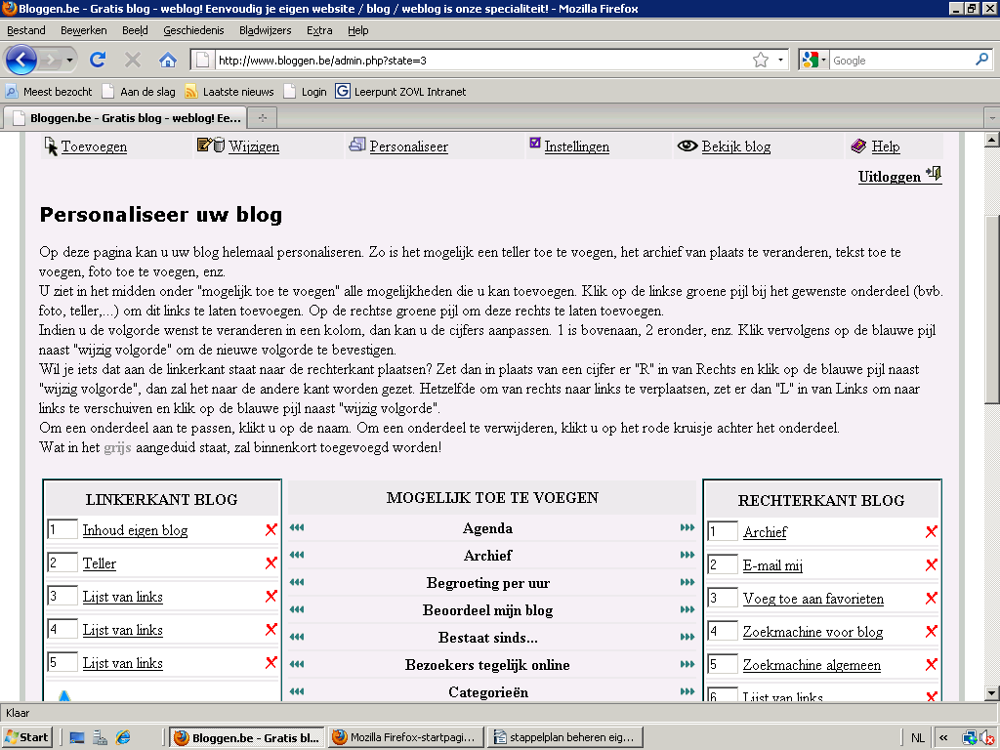 Bloggen.be - Gratis blog - weblog! Eenvoudig je eigen website / blog / weblog is onze specialiteit! - Mozilla Firefox
Bestand Bewerken Beeld Geschiedenis Bladwijzers Extra Help
http://www.bloggen.be/admin.php?state=3 Google
Meest bezocht Aan de slag Laatste nieuws Login Leerpunt ZOVL Intranet
Bloggen.be - Gratis blog - weblog! Ee...
Toevoegen Wijzigen Personaliseer Instellingen Bekijk blog Help
Uitloggen
Personaliseer uw blog
Op deze pagina kan u uw blog helemaal personaliseren. Zo is het mogelijk een teller toe te voegen, het archief van plaats te veranderen, tekst toe te
voegen, foto toe te voegen, enz.
U ziet in het midden onder "mogelijk toe te voegen" alle mogelijkheden die u kan toevoegen. Klik op de linkse groene pijl bij het gewenste onderdeel (bvb.
foto, teller,...) om dit links te laten toevoegen. Op de rechtse groene pijl om deze rechts te laten toevoegen.
Indien u de volgorde wenst te veranderen in een kolom, dan kan u de cijfers aanpassen. 1 is bovenaan, 2 eronder, enz. Klik vervolgens op de blauwe pijl
naast "wijzig volgorde" om de nieuwe volgorde te bevestigen.
Wil je iets dat aan de linkerkant staat naar de rechterkant plaatsen? Zet dan in plaats van een cijfer er "R" in van Rechts en klik op de blauwe pijl naast
"wijzig volgorde", dan zal het naar de andere kant worden gezet. Hetzelfde om van rechts naar links te verplaatsen, zet er dan "L" in van Links om naar
links te verschuiven en klik op de blauwe pijl naast "wijzig volgorde".
Om een onderdeel aan te passen, klikt u op de naam. Om een onderdeel te verwijderen, klikt u op het rode kruisje achter het onderdeel.
Wat in het grijs aangeduid staat, zal binnenkort toegevoegd worden!
LINKERKANT BLOG
1 Inhoud eigen blog
2 Teller
3 Lijst van links
4 Lijst van links
5 Lijst van links
MOGELIJK TOE TE VOEGEN
Agenda
Archief
Begroeting per uur
Beoordeel mijn blog
Bestaat sinds...
Bezoekers tegelijk online
Categorieën
RECHTERKANT BLOG
1 Archief
2 E-mail mij
3 Voeg toe aan favorieten
4 Zoekmachine voor blog
5 Zoekmachine algemeen
6 Lijst van links
Klaar
Start Bloggen.be - Gratis bl... Mozilla Firefox-startpagi... stappelplan beheren eig... NL «